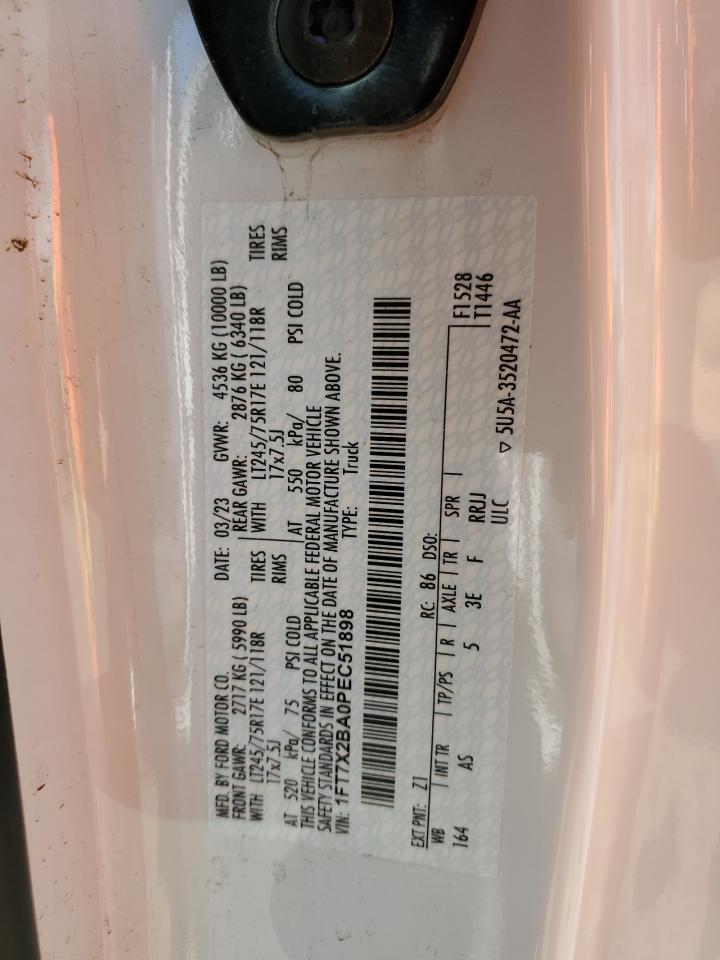 MFD. BY FORD MOTOR CO.
DATE: 03/23 GVWR: 4536 KG (10000 LB)
FRONT GAWR: 2717 KG ( 5990 LB) REAR GAWR: 2876 KG ( 6340 LB)
WITH LT245/75R17E 121/118R TIRES WITH LT245/75R17E 121/118R TIRES
17x7.5J RIMS 17x7.5J RIMS
AT 520 kPa/ 75 PSI COLD AT 550 kPa/ 80 PSI COLD
THIS VEHICLE CONFORMS TO ALL APPLICABLE FEDERAL MOTOR VEHICLE
SAFETY STANDARDS IN EFFECT ON THE DATE OF MANUFACTURE SHOWN ABOVE.
VIN: 1FT7X2BA0PEC51898 TYPE: Truck
EXT PNT: Z1 RC: 86 DSO:
WB INT TR TP/PS R AXLE TR SPR F1528
164 AS 5 3E F RRJJ T1446
ULC
▽ 5U5A-3520472-AA